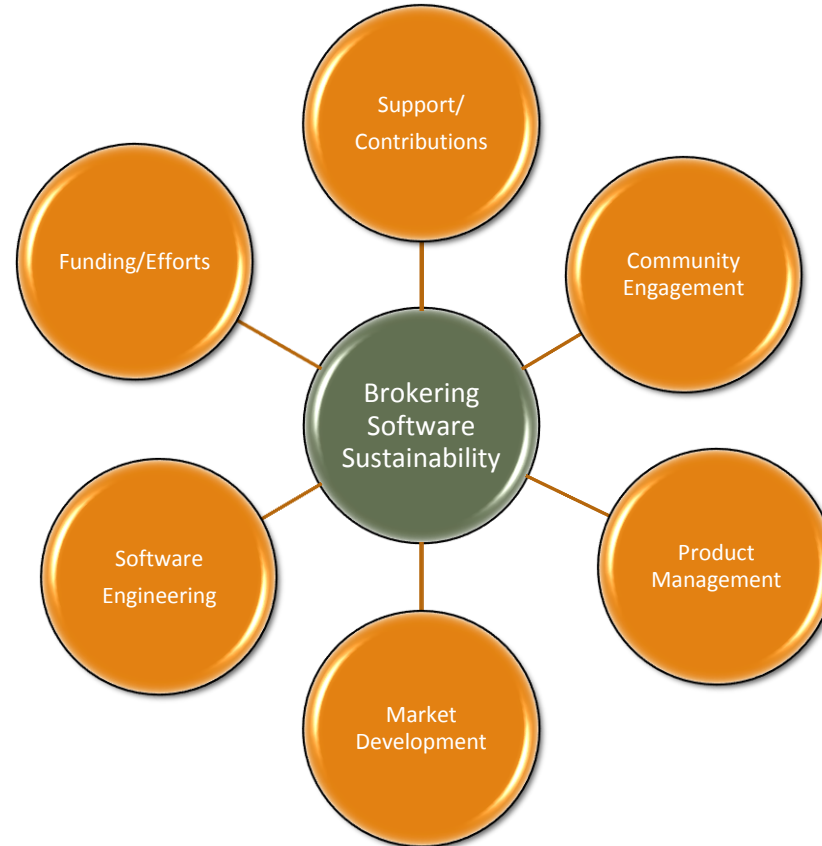 Support/
Contributions
Funding/Efforts
Community
Engagement
Brokering
Software
Sustainability
Software
Engineering
Product
Management
Market
Development